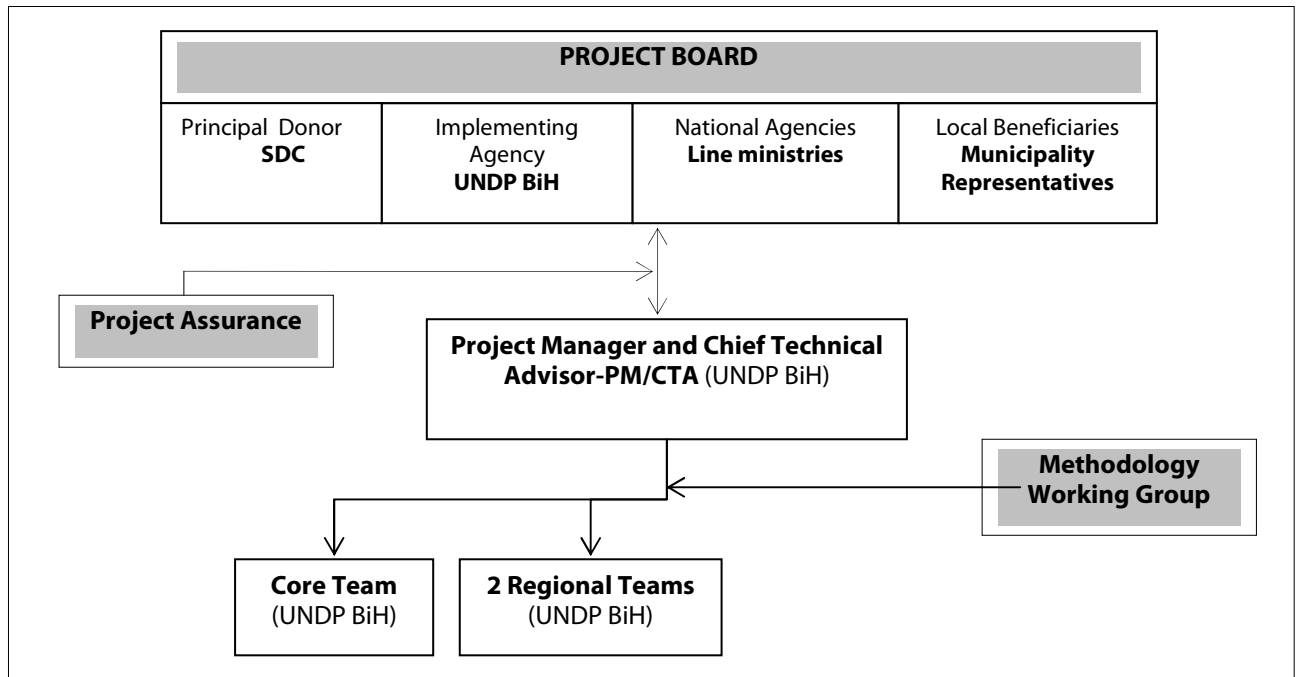 PROJECT BOARD
Principal Donor
SDC
Implementing
Agency
UNDP BiH
National Agencies
Line ministries
Local Beneficiaries
Municipality
Representatives
Project Assurance
Project Manager and Chief Technical
Advisor-PM/CTA (UNDP BiH)
Methodology
Working Group
Core Team
(UNDP BiH)
2 Regional Teams
(UNDP BiH)